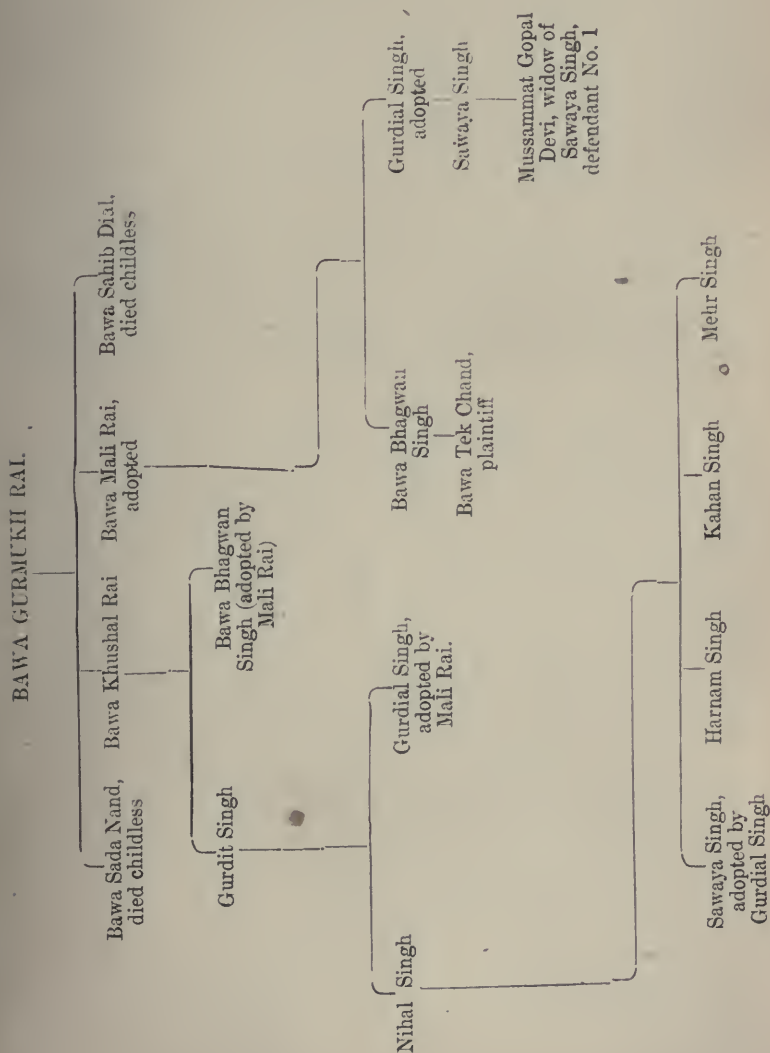 BAWA GURMUKH RAI.
Bawa Sada Nand,
died childless
Bawa Khushal Rai
Bawa Mali Rai,
adopted
Bawa Sahib Dial,
died childless
Gurdit Singh
Bawa Bhagwan
Singh (adopted by
Mali Rai)
Bawa Bhagwan
Singh
Bawa Tek Chand,
plaintiff
Gurdial Singh,
adopted
Sawaya Singh
Mussammat Gopal
Devi, widow of
Sawaya Singh,
defendant No. 1
Nihal Singh
Gurdial Singh,
adopted by
Mali Rai.
Sawaya Singh,
adopted by
Gurdial Singh
Harnam Singh
Kahan Singh
Mehr Singh